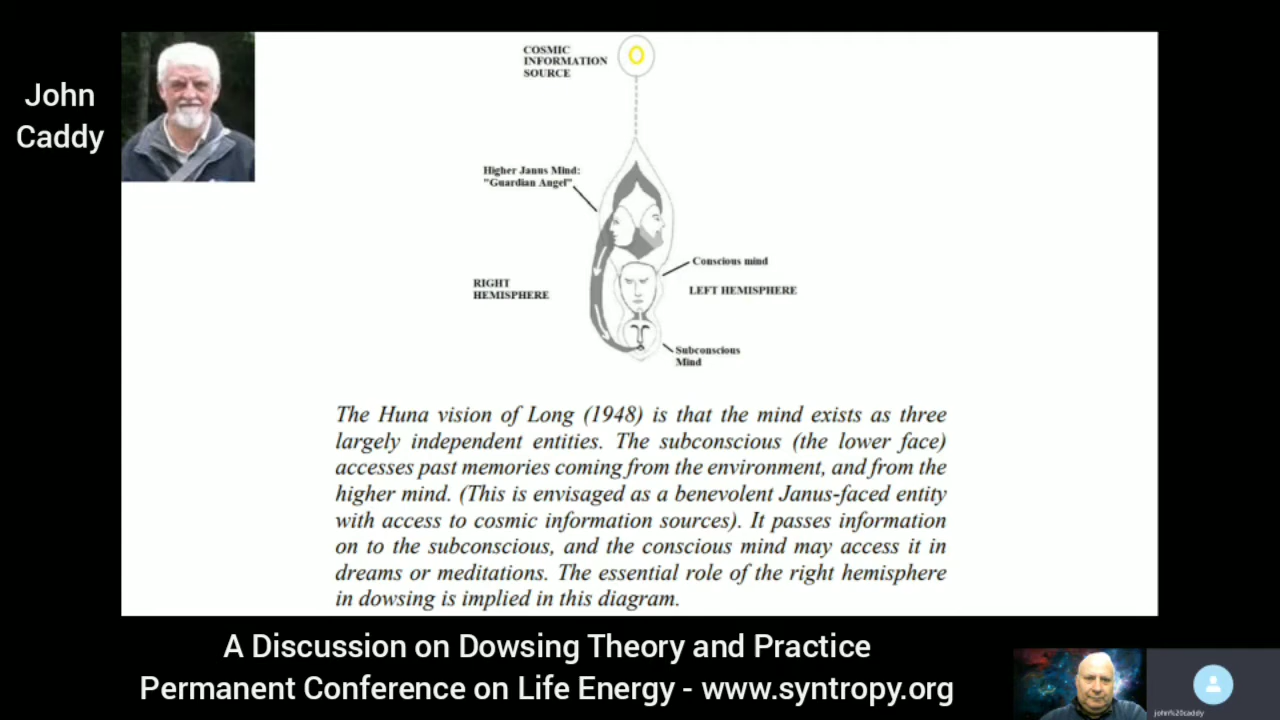 John
Caddy
COSMIC
INFORMATION
SOURCE
Higher Janus Mind:
"Guardian Angel"
Conscious mind
RIGHT
HEMISPHERE
LEFT HEMISPHERE
Subconscious
Mind
The Huna vision of Long (1948) is that the mind exists as three
largely independent entities. The subconscious (the lower face)
accesses past memories coming from the environment, and from the
higher mind. (This is envisaged as a benevolent Janus-faced entity
with access to cosmic information sources). It passes information
on to the subconscious, and the conscious mind may access it in
dreams or meditations. The essential role of the right hemisphere
in dowsing is implied in this diagram.
A Discussion on Dowsing Theory and Practice
Permanent Conference on Life Energy - www.syntropy.org
john%20caddy